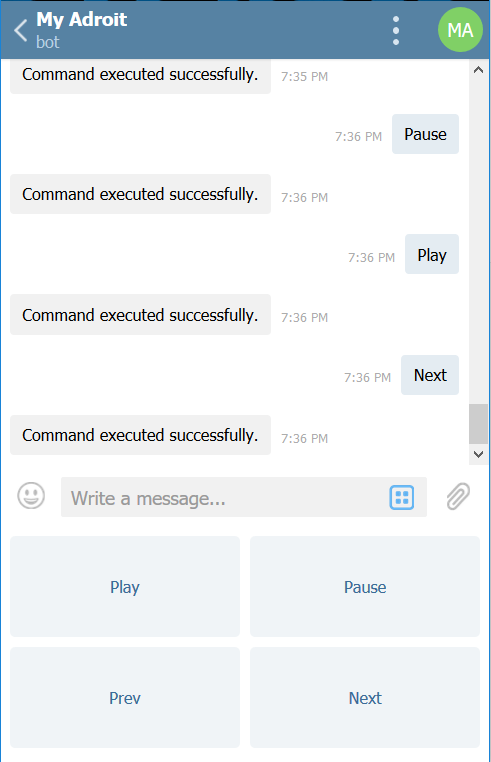 My Adroit
bot
MA
Command executed successfully. 7:35 PM
7:36 PM Pause
Command executed successfully. 7:36 PM
7:36 PM Play
Command executed successfully. 7:36 PM
7:36 PM Next
Command executed successfully. 7:36 PM
Write a message...
Play Pause
Prev Next